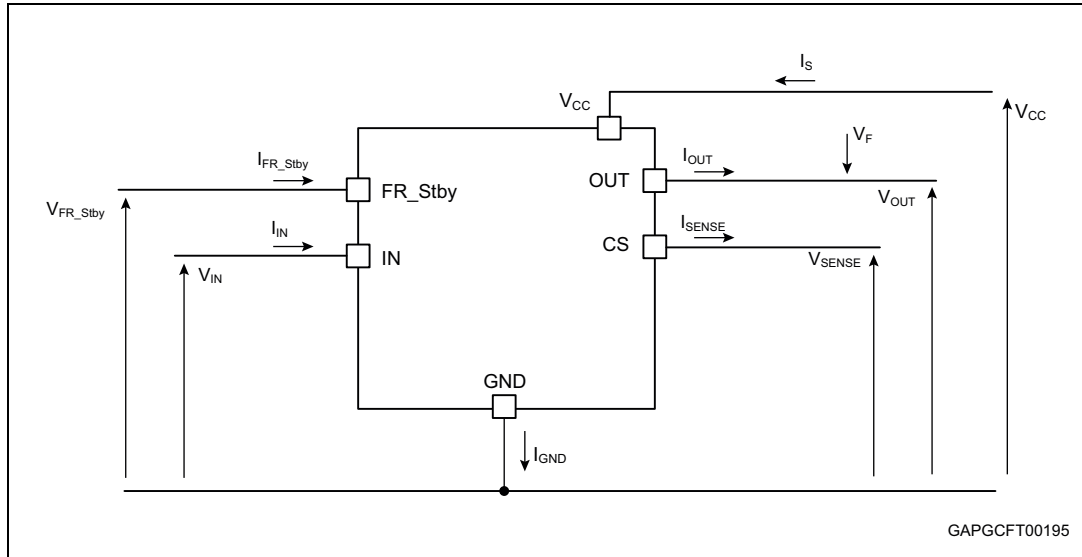 I_S
V_CC
V_CC
V_F
I_FR_Stby
I_OUT
FR_Stby
OUT
V_FR_Stby
V_OUT
I_IN
I_SENSE
IN
CS
V_IN
V_SENSE
GND
I_GND
GAPGCFT00195